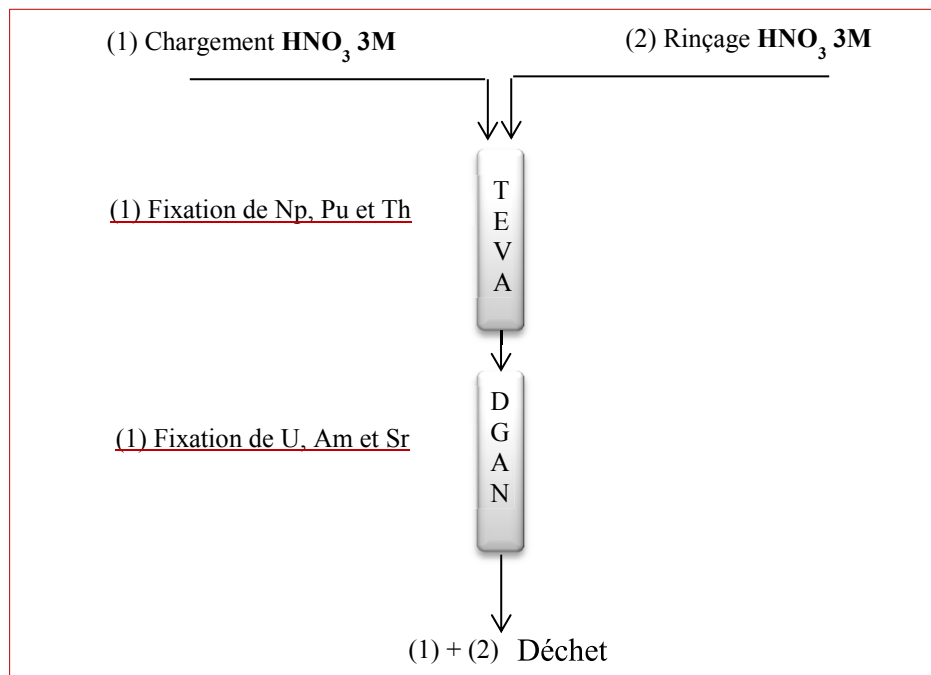 (1) Chargement HNO₃ 3M
(2) Rinçage HNO₃ 3M
(1) Fixation de Np, Pu et Th
T
E
V
A
(1) Fixation de U, Am et Sr
D
G
A
N
(1) + (2) Déchet